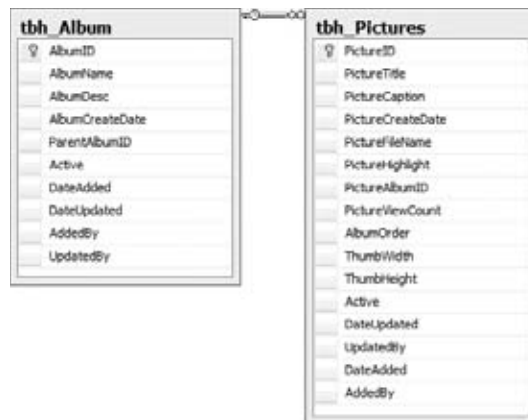 tbh_Album
AlbumID
AlbumName
AlbumDesc
AlbumCreateDate
ParentAlbumID
Active
DateAdded
DateUpdated
AddedBy
UpdatedBy
tbh_Pictures
PictureID
PictureTitle
PictureCaption
PictureCreateDate
PictureFileName
PictureHighlight
PictureAlbumID
PictureViewCount
AlbumOrder
ThumbWidth
ThumbHeight
Active
DateUpdated
UpdatedBy
DateAdded
AddedBy